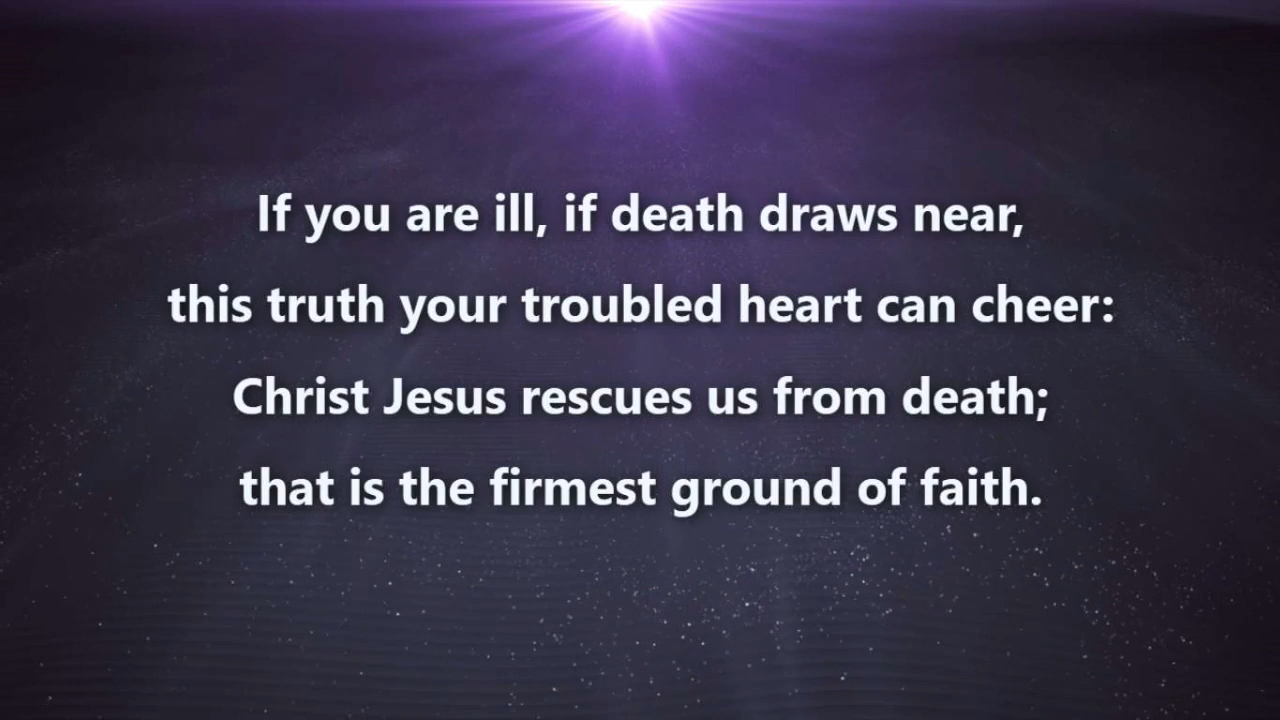 If you are ill, if death draws near,
this truth your troubled heart can cheer:
Christ Jesus rescues us from death;
that is the firmest ground of faith.